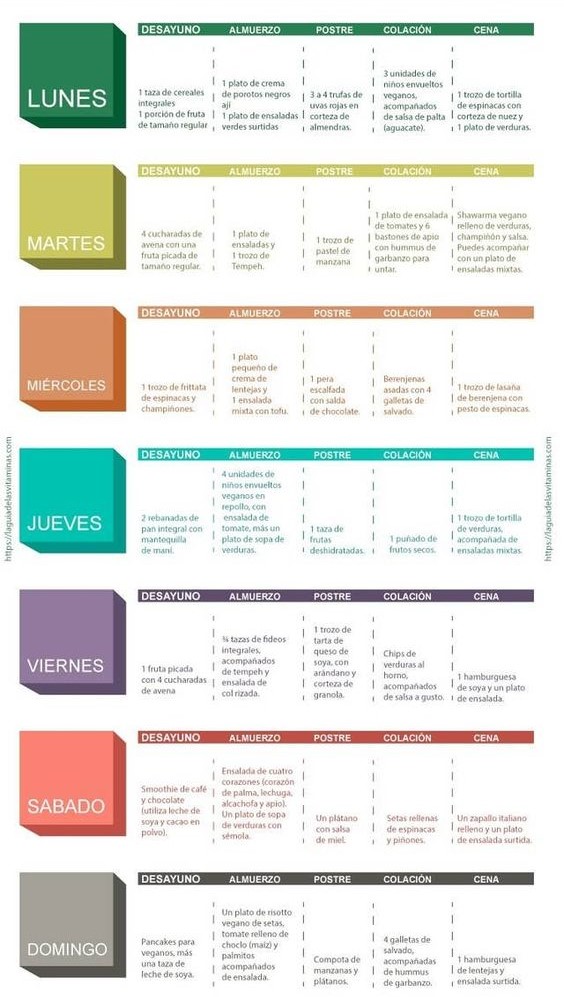 LUNES
DESAYUNO
1 taza de cereales
integrales
1 porción de fruta
de tamaño regular
ALMUERZO
1 plato de crema
de porotos negros
ají
1 plato de ensaladas
verdes surtidas
POSTRE
3 a 4 trufas de
uvas rojas en
corteza de
almendras.
COLACIÓN
3 unidades de
niños envueltos
veganos,
acompañados
de salsa de palta
(aguacate).
CENA
1 trozo de tortilla
de espinacas con
corteza de nuez y
1 plato de verduras.
MARTES
DESAYUNO
4 cucharadas de
avena con una
fruta picada de
tamaño regular.
ALMUERZO
1 plato de
ensaladas y
1 trozo de
Tempeh.
POSTRE
1 trozo de
pastel de
manzana
COLACIÓN
1 plato de ensalada
de tomates y 6
bastones de apio
con hummus de
garbanzo para
untar.
CENA
Shawarma vegano
relleno de verduras,
champiñón y salsa.
Puedes acompañar
con un plato de
ensaladas mixtas.
MIÉRCOLES
DESAYUNO
1 trozo de frittata
de espinacas y
champiñones.
ALMUERZO
1 plato
pequeño de
crema de
lentejas y
1 ensalada
mixta con tofu.
POSTRE
1 pera
escalfada
con salda
de chocolate.
COLACIÓN
Berenjenas
asadas con 4
galletas de
salvado.
CENA
1 trozo de lasaña
de berenjena con
pesto de espinacas.
JUEVES
DESAYUNO
2 rebanadas de
pan integral con
mantequilla
de maní.
ALMUERZO
4 unidades de
niños envueltos
veganos en
repollo, con
ensalada de
tomate, más un
plato de sopa de
verduras.
POSTRE
1 taza de
frutas
deshidratadas.
COLACIÓN
1 puñado de
frutos secos.
CENA
1 trozo de tortilla
de verduras,
acompañada de
ensaladas mixtas.
VIERNES
DESAYUNO
1 fruta picada
con 4 cucharadas
de avena
ALMUERZO
¾ tazas de fideos
integrales,
acompañados
de tempeh y
ensalada de
col rizada.
POSTRE
1 trozo de
tarta de
queso de
soya, con
arándano y
corteza de
granola.
COLACIÓN
Chips de
verduras al
horno,
acompañados
de salsa a gusto.
CENA
1 hamburguesa
de soya y un plato
de ensalada.
SABADO
DESAYUNO
Smoothie de café
y chocolate
(utiliza leche de
soya y cacao en
polvo).
ALMUERZO
Ensalada de cuatro
corazones (corazón
de palma, lechuga,
alcachofa y apio).
Un plato de sopa
de verduras con
sémola.
POSTRE
Un plátano
con salsa
de miel.
COLACIÓN
Setas rellenas
de espinacas
y piñones.
CENA
Un zapallo italiano
relleno y un plato
de ensalada surtida.
DOMINGO
DESAYUNO
Pancakes para
veganos, más
una taza de
leche de soya.
ALMUERZO
Un plato de risotto
vegano de setas,
tomate relleno de
choclo (maíz) y
palmitos
acompañados
de ensalada.
POSTRE
Compota de
manzanas y
plátanos.
COLACIÓN
4 galletas de
salvado,
acompañadas
de hummus
de garbanzo.
CENA
1 hamburguesa
de lentejas y
ensalada surtida.
https://laguiadelasvitaminas.com
https://laguiadelasvitaminas.com